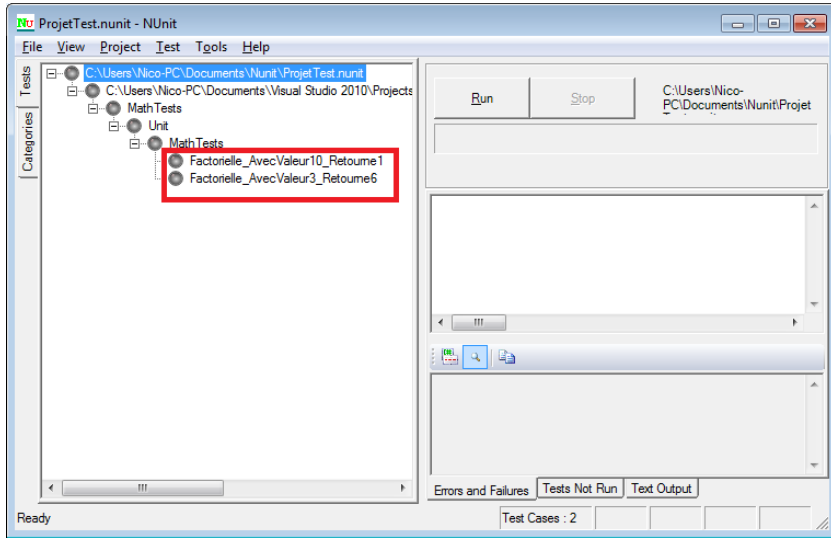 NU ProjetTest.nunit - NUnit
File View Project Test Tools Help
Tests
Categories
C:\Users\Nico-PC\Documents\Nunit\ProjetTest.nunit
C:\Users\Nico-PC\Documents\Visual Studio 2010\Projects
MathTests
Unit
MathTests
Factorielle_AvecValeur10_Retourne1
Factorielle_AvecValeur3_Retourne6
Run
Stop
C:\Users\Nico-
PC\Documents\Nunit\Projet
Errors and Failures
Tests Not Run
Text Output
Ready
Test Cases : 2